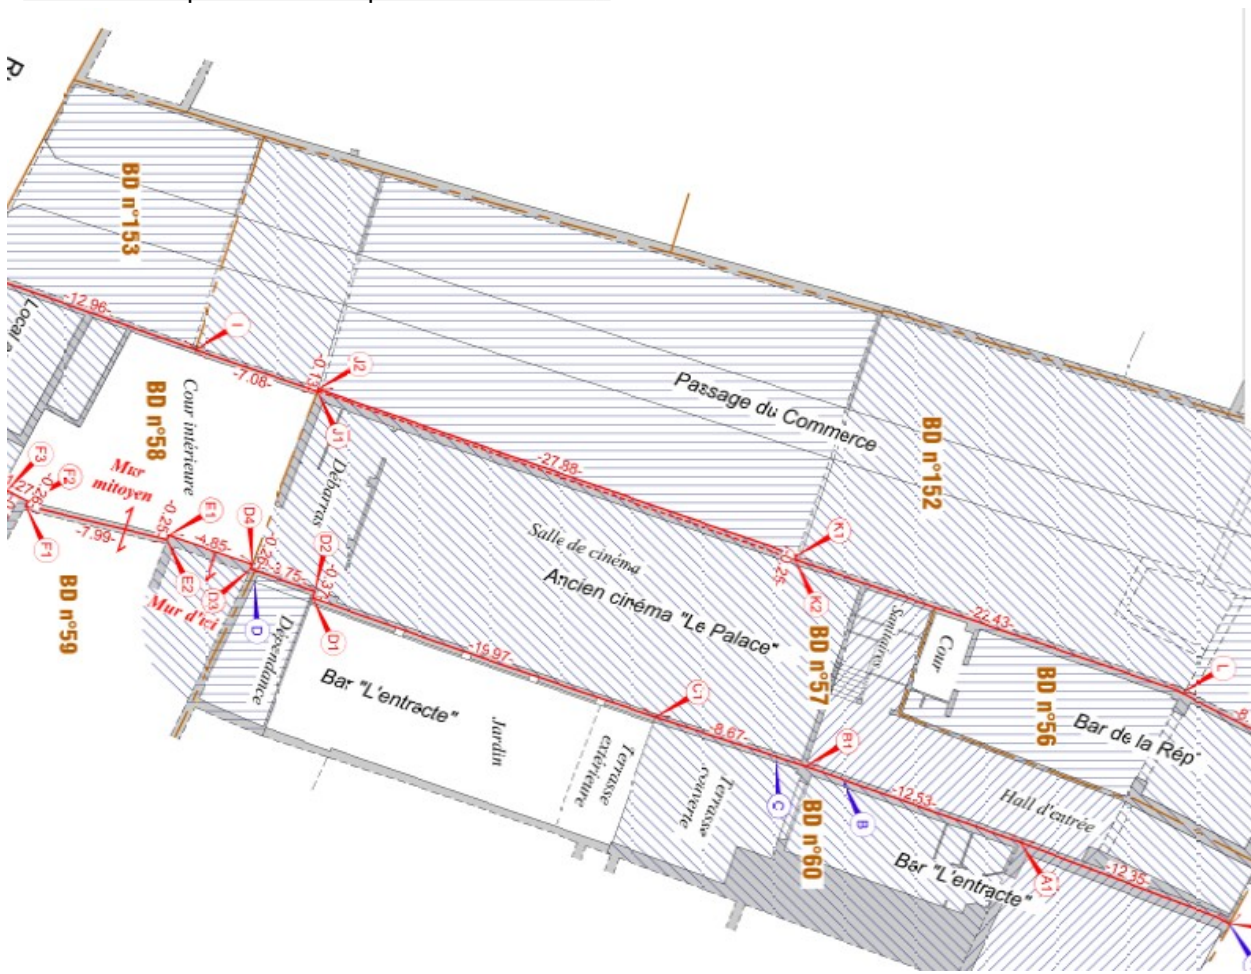 R
BD n°153
-12.96-
I
Local
-7.08-
-0.13-
J2
J1
Passage du Commerce
BD n°152
BD n°58
Cour intérieure
-27.88-
Débarras
Salle de cinéma
Ancien cinéma "Le Palace"
K1
-0.25-
K2
BD n°57
F3
F2
-0.26-
F1
Mur
mitoyen
-7.99-
-0.25-
E1
-4.85-
E2
D4
D3
D2
-3.75-
D
D1
Mur d'ici
BD n°59
Dépendance
-19.97-
Bar "L'entracte"
Jardin
C1
-8.67-
Terrasse
extérieure
Terrasse
couverte
C
B1
B
BD n°60
Sanitaires
Cour
-22.43-
L
BD n°56
Bar de la Rép"
-12.53-
Hall d'entrée
Bar "L'entracte"
A1
-12.35-